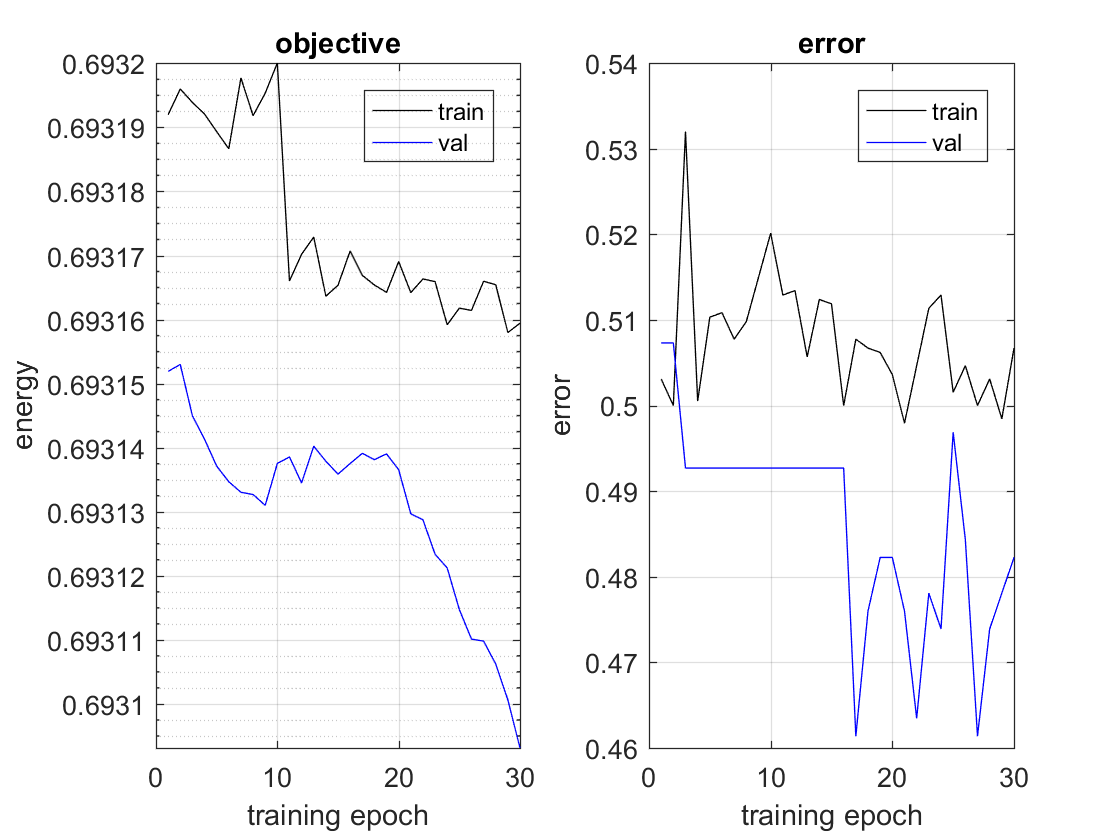 objective
energy
0.6932
0.69319
0.69318
0.69317
0.69316
0.69315
0.69314
0.69313
0.69312
0.69311
0.6931
train
val
0
10
20
30
training epoch
error
error
0.54
0.53
0.52
0.51
0.5
0.49
0.48
0.47
0.46
train
val
0
10
20
30
training epoch